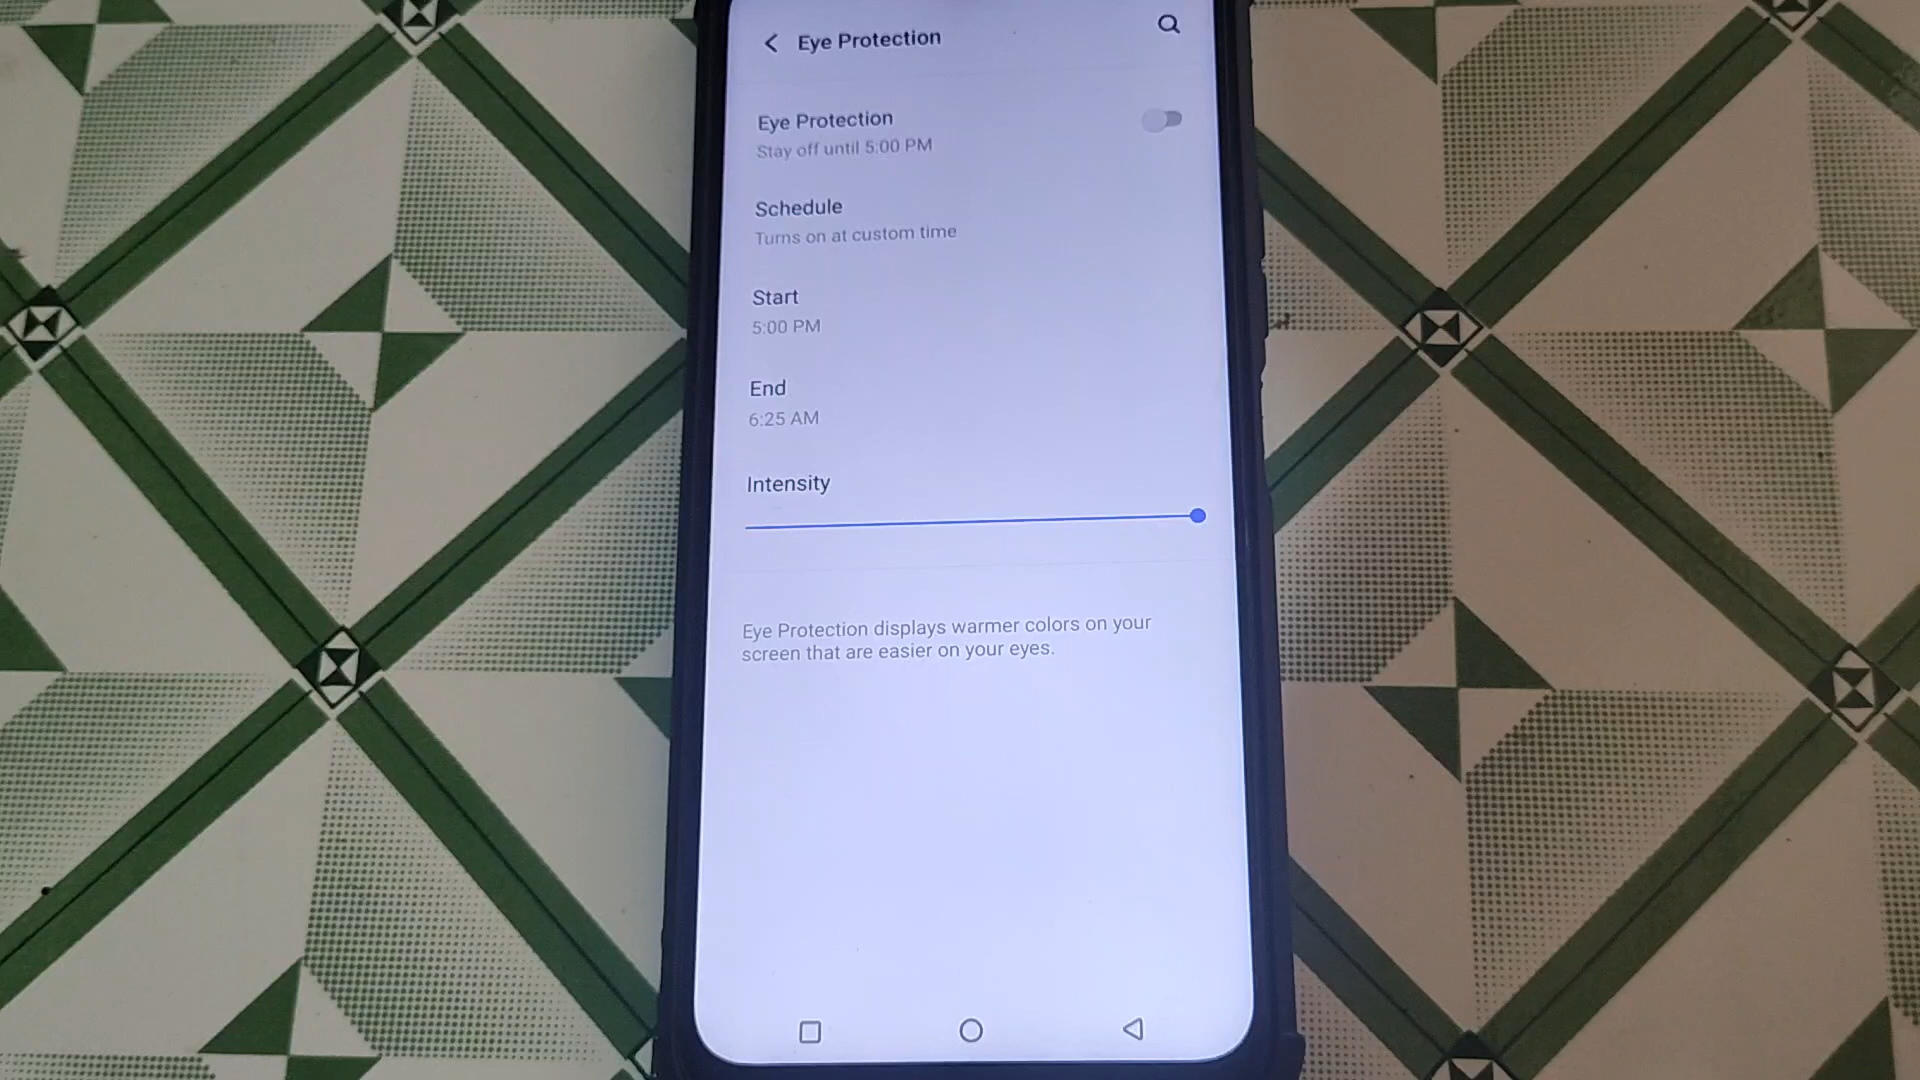 Eye Protection
Eye Protection
Stay off until 5:00 PM
Schedule
Turns on at custom time
Start
5:00 PM
End
6:25 AM
Intensity
Eye Protection displays warmer colors on your
screen that are easier on your eyes.